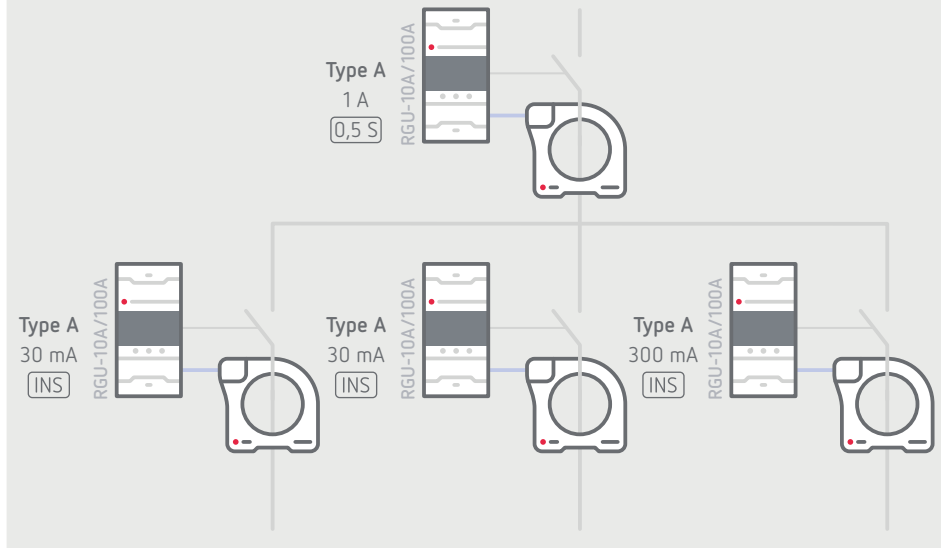 Type A
1 A
0,5 S
RGU-10A/100A
Type A
30 mA
INS
RGU-10A/100A
Type A
30 mA
INS
RGU-10A/100A
Type A
300 mA
INS
RGU-10A/100A